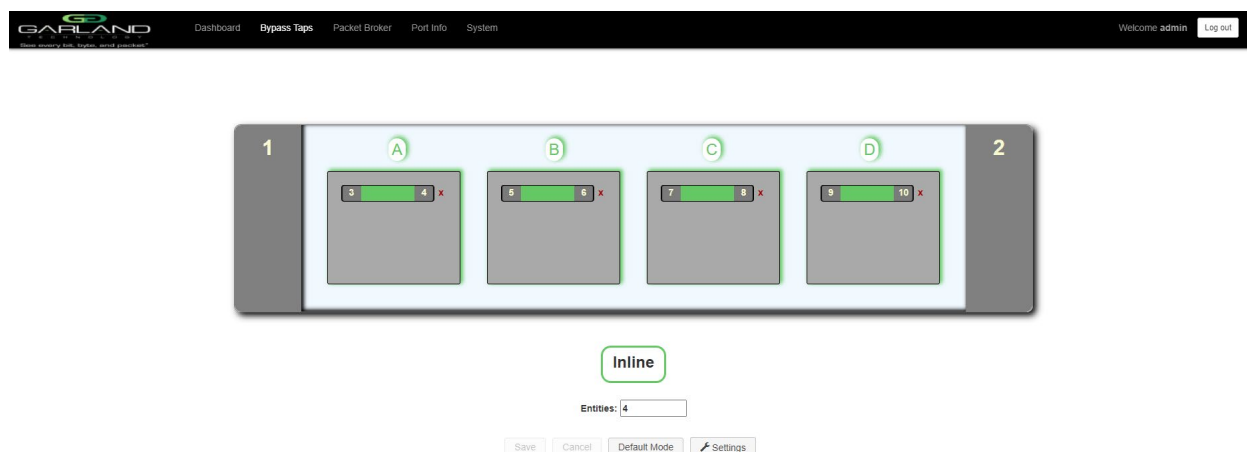 GARLAND
TECHNOLOGY
See every bit, byte, and packet®
Dashboard Bypass Taps Packet Broker Port Info System
Welcome admin Log out
1 A B C D 2
3 4 x 5 6 x 7 8 x 9 10 x
Inline
Entities: 4
Save Cancel Default Mode Settings